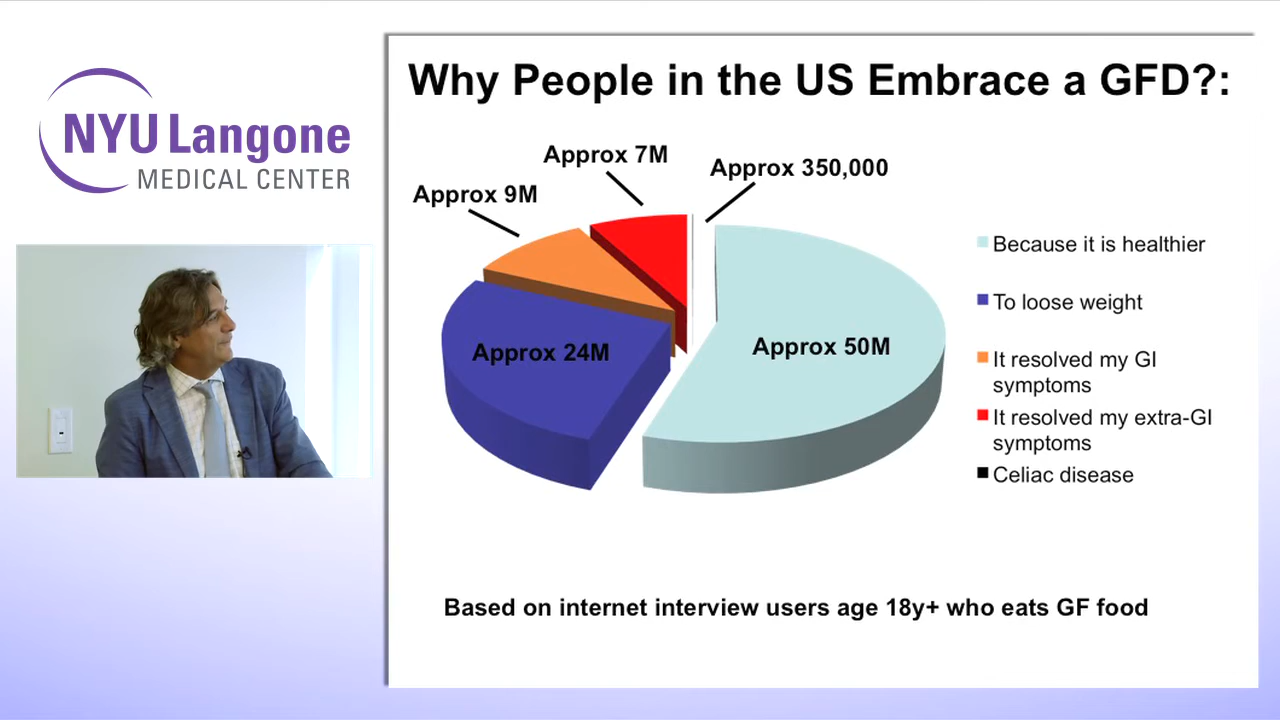 NYU Langone
MEDICAL CENTER
Why People in the US Embrace a GFD?:
Approx 7M
Approx 350,000
Approx 9M
Approx 24M
Approx 50M
Because it is healthier
To loose weight
It resolved my GI
symptoms
It resolved my extra-GI
symptoms
Celiac disease
Based on internet interview users age 18y+ who eats GF food